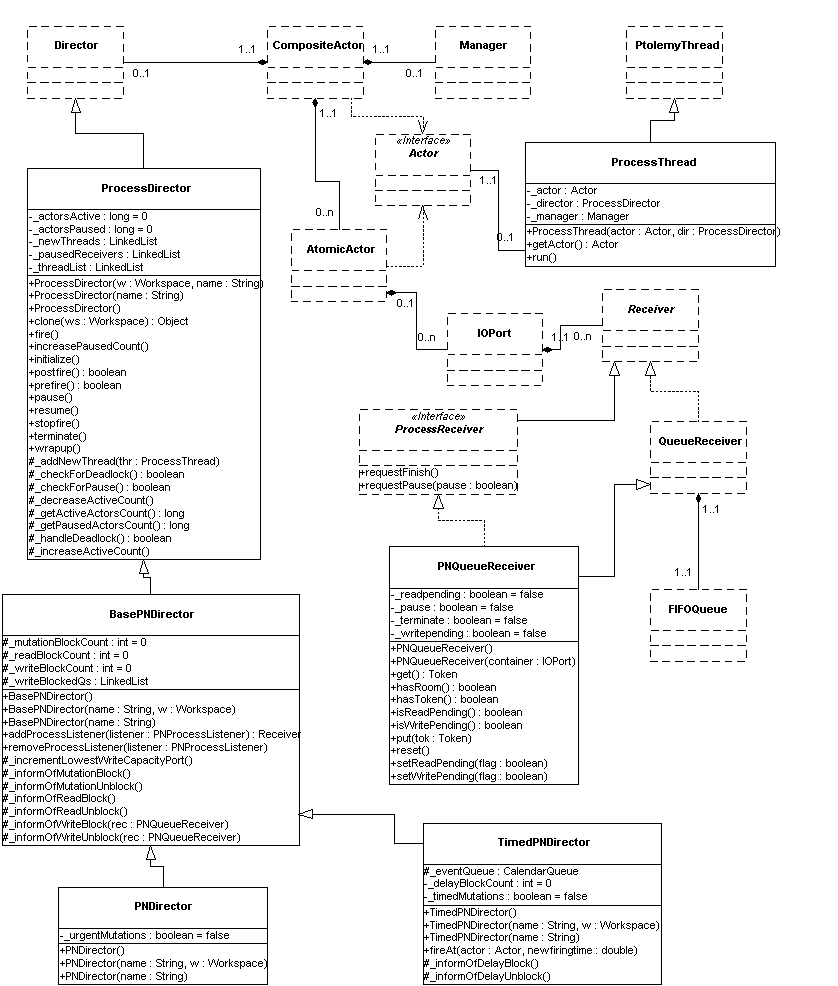 Director
1..1
0..1
CompositeActor
1..1
0..1
Manager
PtolemyThread
1..1
«Interface»
Actor
1..1
0..1
ProcessThread
-_actor : Actor
-_director : ProcessDirector
-_manager : Manager
+ProcessThread(actor : Actor, dir : ProcessDirector)
+getActor() : Actor
+run()
ProcessDirector
-_actorsActive : long = 0
-_actorsPaused : long = 0
-_newThreads : LinkedList
-_pausedReceivers : LinkedList
-_threadList : LinkedList
+ProcessDirector(w : Workspace, name : String)
+ProcessDirector(name : String)
+ProcessDirector()
+clone(ws : Workspace) : Object
+fire()
+increasePausedCount()
+initialize()
+postfire() : boolean
+prefire() : boolean
+pause()
+resume()
+stopfire()
+terminate()
+wrapup()
#_addNewThread(thr : ProcessThread)
#_checkForDeadlock() : boolean
#_checkForPause() : boolean
#_decreaseActiveCount()
#_getActiveActorsCount() : long
#_getPausedActorsCount() : long
#_handleDeadlock() : boolean
#_increaseActiveCount()
0..n
AtomicActor
0..1
0..n
IOPort
1..1
0..n
Receiver
«Interface»
ProcessReceiver
+requestFinish()
+requestPause(pause : boolean)
QueueReceiver
1..1
1..1
FIFOQueue
PNQueueReceiver
-_readpending : boolean = false
-_pause : boolean = false
-_terminate : boolean = false
-_writepending : boolean = false
+PNQueueReceiver()
+PNQueueReceiver(container : IOPort)
+get() : Token
+hasRoom() : boolean
+hasToken() : boolean
+isReadPending() : boolean
+isWritePending() : boolean
+put(tok : Token)
+reset()
+setReadPending(flag : boolean)
+setWritePending(flag : boolean)
BasePNDirector
#_mutationBlockCount : int = 0
#_readBlockCount : int = 0
#_writeBlockCount : int = 0
#_writeBlockedQs : LinkedList
+BasePNDirector()
+BasePNDirector(name : String, w : Workspace)
+BasePNDirector(name : String)
+addProcessListener(listener : PNProcessListener) : Receiver
+removeProcessListener(listener : PNProcessListener)
#_incrementLowestWriteCapacityPort()
#_informOfMutationBlock()
#_informOfMutationUnblock()
#_informOfReadBlock()
#_informOfReadUnblock()
#_informOfWriteBlock(rec : PNQueueReceiver)
#_informOfWriteUnblock(rec : PNQueueReceiver)
TimedPNDirector
#_eventQueue : CalendarQueue
-_delayBlockCount : int = 0
-_timedMutations : boolean = false
+TimedPNDirector()
+TimedPNDirector(name : String, w : Workspace)
+TimedPNDirector(name : String)
+fireAt(actor : Actor, newfiringtime : double)
#_informOfDelayBlock()
#_informOfDelayUnblock()
PNDirector
-_urgentMutations : boolean = false
+PNDirector()
+PNDirector(name : String, w : Workspace)
+PNDirector(name : String)